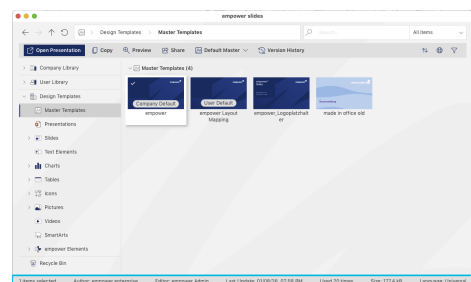 empower slides
Design Templates > Master Templates
Search...
All Items
Open Presentation
Copy
Preview
Share
Default Master
Version History
Company Library
User Library
Design Templates
Master Templates
Presentations
Slides
Text Elements
Charts
Tables
Icons
Pictures
Videos
SmartArts
empower Elements
Recycle Bin
Master Templates (4)
Company Default
empower
User Default
empower Layout
Mapping
empower_Logoplatzhalt
er
made in office old
Author: empower enterprise
Editor: empower Admin
Used 20 times
Language: Universal